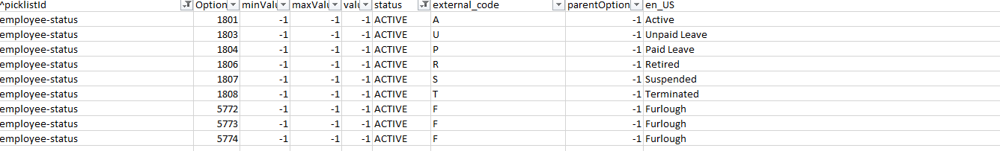 ^picklistId Option minValu maxValu valu status external_code parentOption en_US
employee-status 1801 -1 -1 -1 ACTIVE A -1 Active
employee-status 1803 -1 -1 -1 ACTIVE U -1 Unpaid Leave
employee-status 1804 -1 -1 -1 ACTIVE P -1 Paid Leave
employee-status 1806 -1 -1 -1 ACTIVE R -1 Retired
employee-status 1807 -1 -1 -1 ACTIVE S -1 Suspended
employee-status 1808 -1 -1 -1 ACTIVE T -1 Terminated
employee-status 5772 -1 -1 -1 ACTIVE F -1 Furlough
employee-status 5773 -1 -1 -1 ACTIVE F -1 Furlough
employee-status 5774 -1 -1 -1 ACTIVE F -1 Furlough